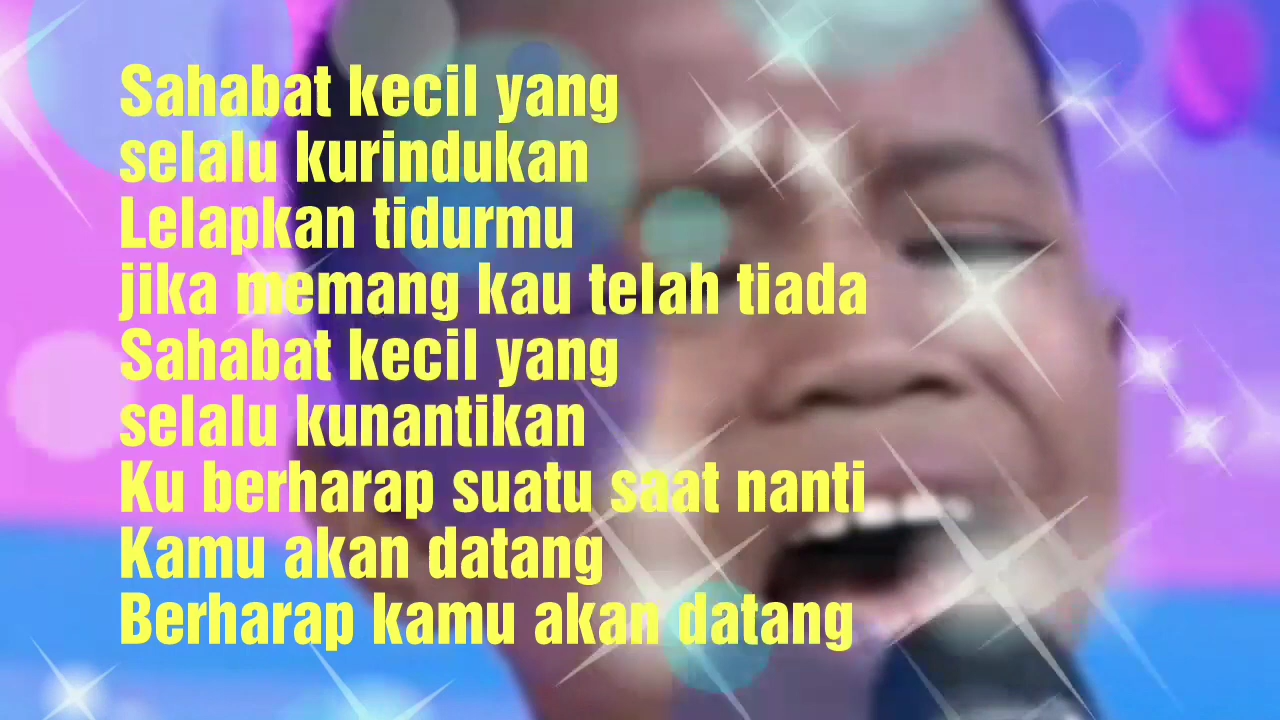 Sahabat kecil yang
selalu kurindukan
Lelapkan tidurmu
jika memang kau telah tiada
Sahabat kecil yang
selalu kunantikan
Ku berharap suatu saat nanti
Kamu akan datang
Berharap kamu akan datang